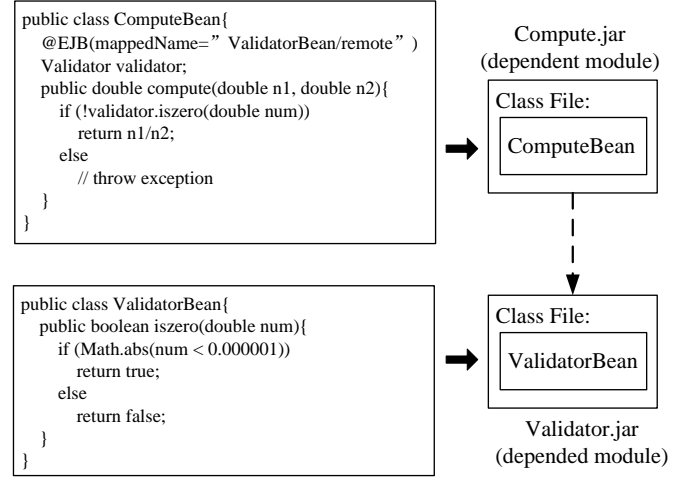 public class ComputeBean{
@EJB(mappedName=”ValidatorBean/remote”)
Validator validator;
public double compute(double n1, double n2){
if (!validator.iszero(double num))
return n1/n2;
else
// throw exception
}
}
Compute.jar
(dependent module)
Class File:
ComputeBean
public class ValidatorBean{
public boolean iszero(double num){
if (Math.abs(num < 0.000001))
return true;
else
return false;
}
}
Class File:
ValidatorBean
Validator.jar
(depended module)